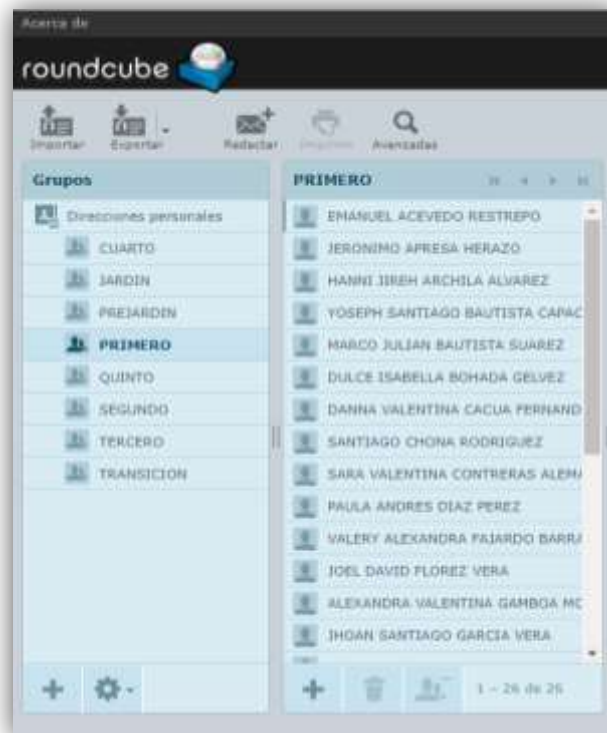 Acerca de
roundcube
Importar Exportar Redactar Imprimir Avanzadas
Grupos
Direcciones personales
CUARTO
JARDIN
PREJARDIN
PRIMERO
QUINTO
SEGUNDO
TERCERO
TRANSICION
PRIMERO
EMANUEL ACEVEDO RESTREPO
JERONIMO APRESA HERAZO
HANNI JIREH ARCHILA ALVAREZ
YOSEPH SANTIAGO BAUTISTA CAPAC
MARCO JULIAN BAUTISTA SUAREZ
DULCE ISABELLA BOHADA GELVEZ
DANNA VALENTINA CACUA FERNAND
SANTIAGO CHONA RODRIGUEZ
SARA VALENTINA CONTRERAS ALEMA
PAULA ANDRES DIAZ PEREZ
VALERY ALEXANDRA FAJARDO BARRA
JOEL DAVID FLOREZ VERA
ALEXANDRA VALENTINA GAMBOA MO
JHOAN SANTIAGO GARCIA VERA
1 – 26 de 26